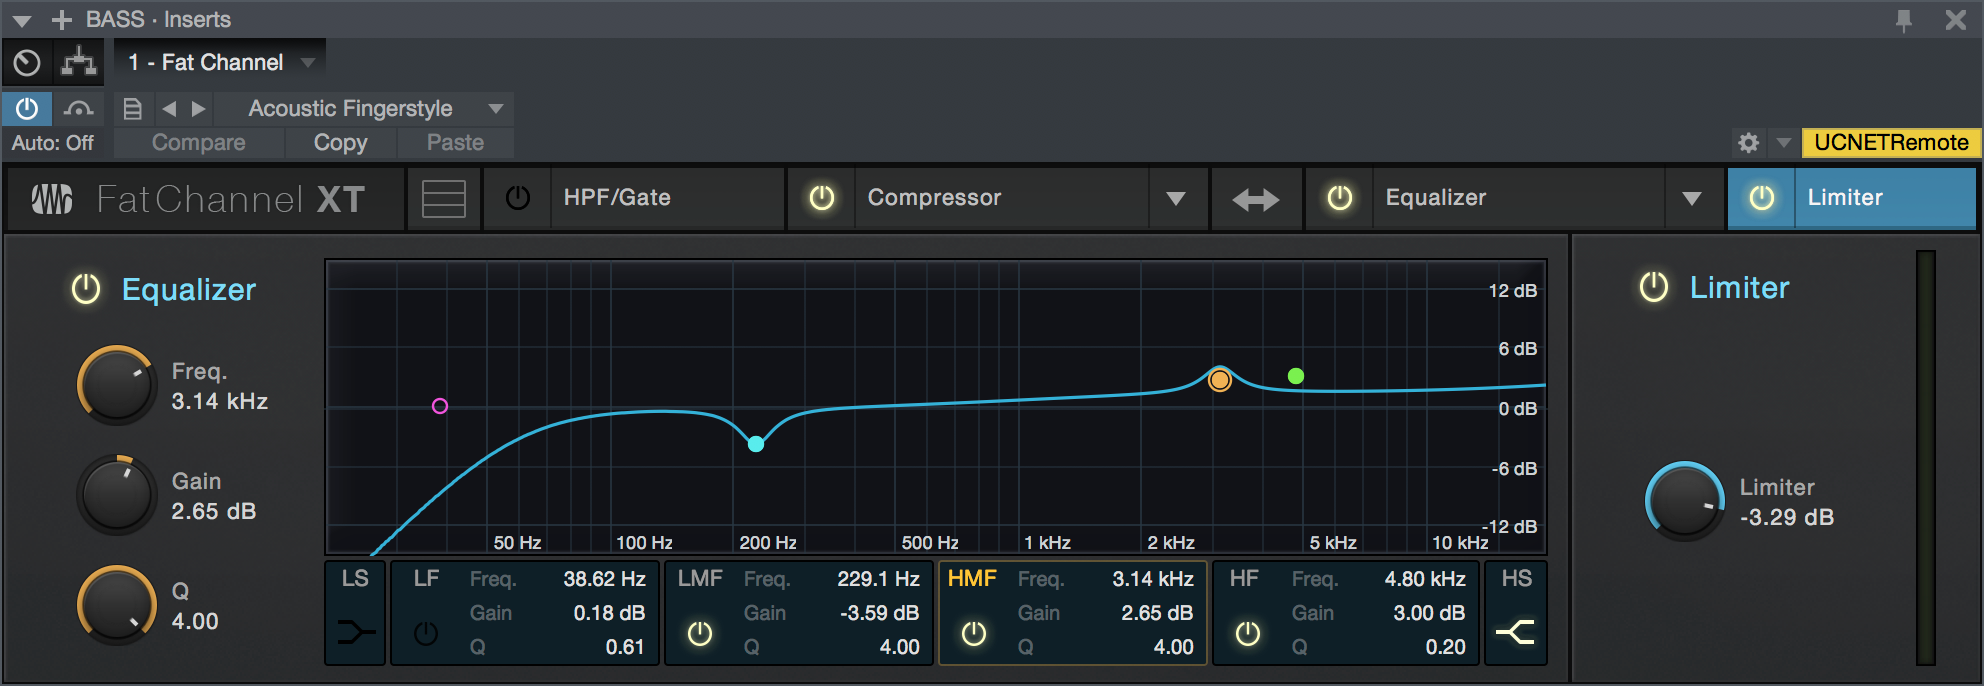 BASS · Inserts
1 - Fat Channel
Acoustic Fingerstyle
Auto: Off
Compare
Copy
Paste
UCNETRemote
FatChannel XT
HPF/Gate
Compressor
Equalizer
Limiter
Equalizer
Freq.
3.14 kHz
Gain
2.65 dB
Q
4.00
12 dB
6 dB
0 dB
-6 dB
-12 dB
50 Hz
100 Hz
200 Hz
500 Hz
1 kHz
2 kHz
5 kHz
10 kHz
LS
LF
Freq. 38.62 Hz
Gain 0.18 dB
Q 0.61
LMF
Freq. 229.1 Hz
Gain -3.59 dB
Q 4.00
HMF
Freq. 3.14 kHz
Gain 2.65 dB
Q 4.00
HF
Freq. 4.80 kHz
Gain 3.00 dB
Q 0.20
HS
Limiter
Limiter
-3.29 dB